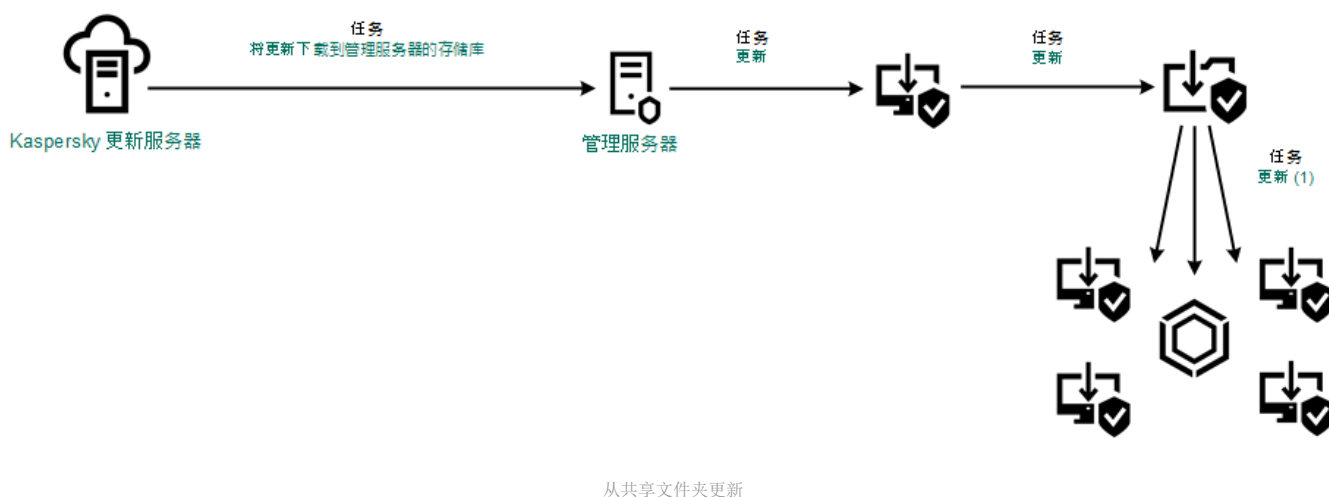 任务
将更新下载到管理服务器的存储库
任务
更新
任务
更新
Kaspersky 更新服务器
管理服务器
任务
更新 (1)
从共享文件夹更新